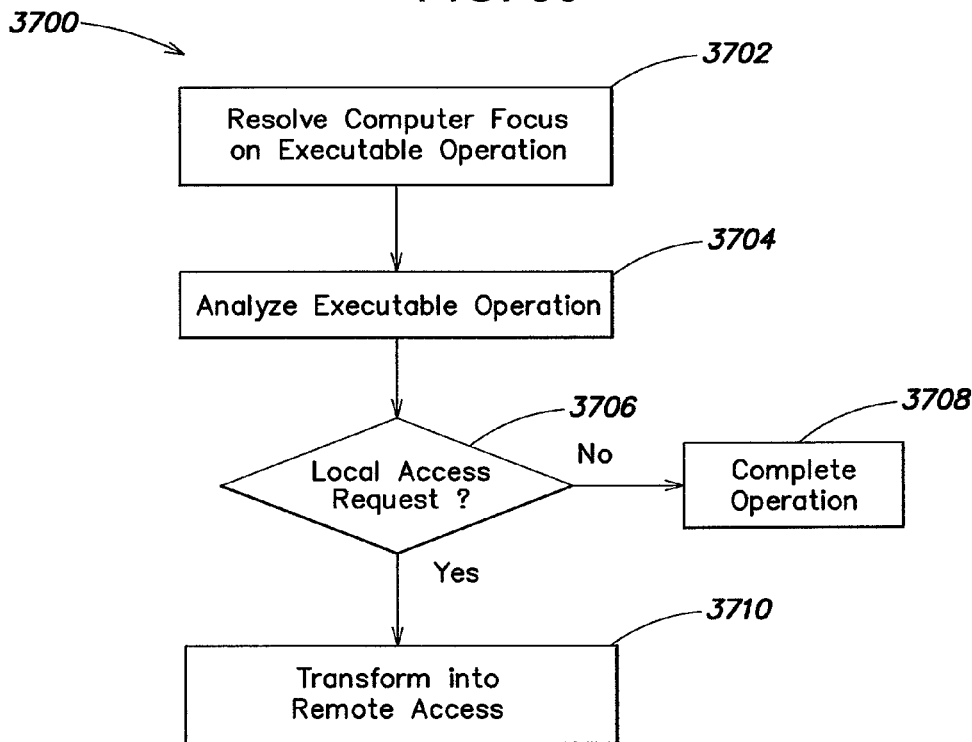 3700
3702
Resolve Computer Focus
on Executable Operation
3704
Analyze Executable Operation
3706
3708
Local Access
Request ?
No
Complete
Operation
Yes
3710
Transform into
Remote Access